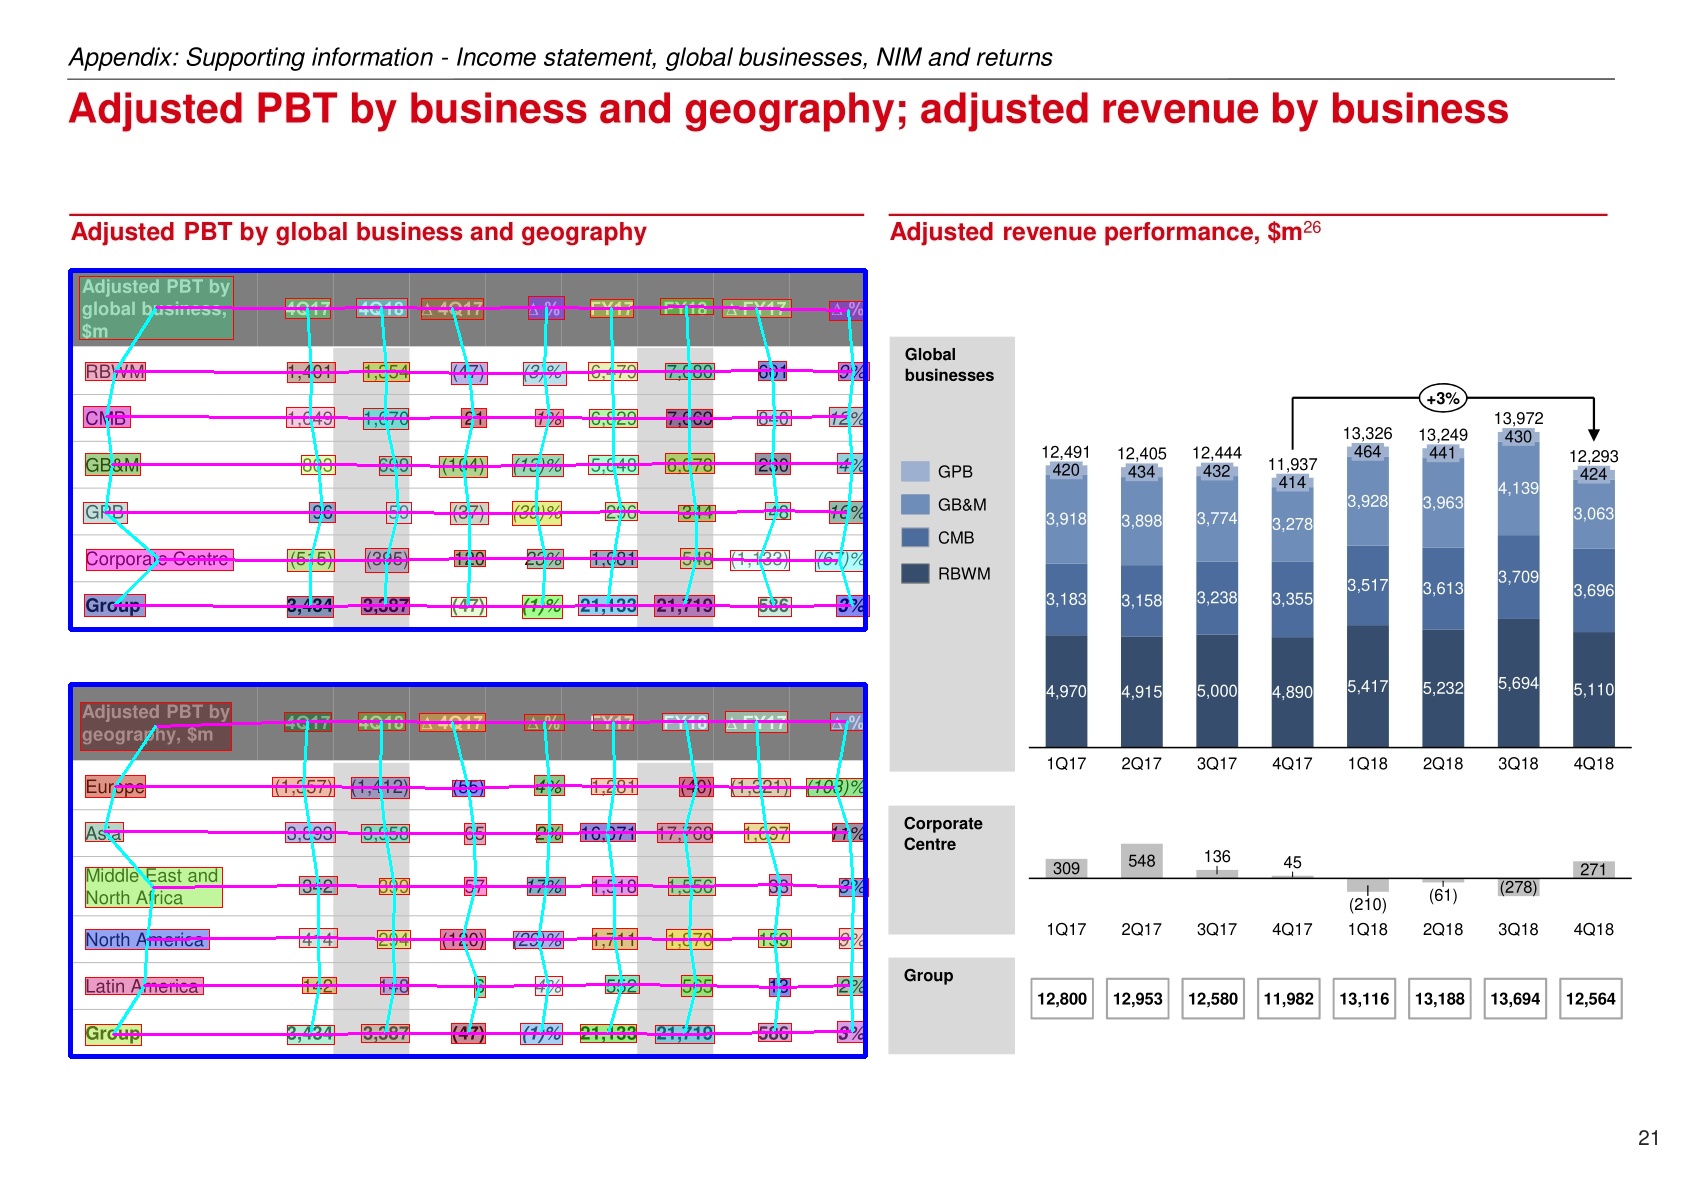 Appendix: Supporting information - Income statement, global businesses, NIM and returns
Adjusted PBT by business and geography; adjusted revenue by business
Adjusted PBT by global business and geography
Adjusted PBT by
global business,
$m
4Q17 4Q18 Δ 4Q17 Δ % FY17 FY18 Δ FY17 Δ %
RBWM 1,401 1,354 (47) (3)% 6,479 7,080 601 9%
CMB 1,649 1,670 21 1% 6,829 7,669 840 12%
GB&M 803 699 (104) (13)% 5,848 6,078 230 4%
GPB 96 59 (37) (39)% 296 344 48 16%
Corporate Centre (515) (395) 120 23% 1,681 548 (1,133) (67)%
Group 3,434 3,387 (47) (1)% 21,133 21,719 586 3%
Adjusted PBT by
geography, $m
4Q17 4Q18 Δ 4Q17 Δ % FY17 FY18 Δ FY17 Δ %
Europe (1,357) (1,412) (55) 4% 1,281 (40) (1,321) (103)%
Asia 3,893 3,958 65 2% 16,071 17,768 1,697 11%
Middle East and
North Africa
342 399 57 17% 1,518 1,556 38 3%
North America 414 294 (120) (29)% 1,711 1,870 159 9%
Latin America 142 148 6 4% 552 565 13 2%
Group 3,434 3,387 (47) (1)% 21,133 21,719 586 3%
Adjusted revenue performance, $m26
Global
businesses
GPB
GB&M
CMB
RBWM
+3%
12,491 12,405 12,444 11,937 13,326 13,249 13,972 12,293
420 434 432 414 464 441 430 424
3,918 3,898 3,774 3,278 3,928 3,963 4,139 3,063
3,183 3,158 3,238 3,355 3,517 3,613 3,709 3,696
4,970 4,915 5,000 4,890 5,417 5,232 5,694 5,110
1Q17 2Q17 3Q17 4Q17 1Q18 2Q18 3Q18 4Q18
Corporate
Centre
309 548 136 45 (210) (61) (278) 271
1Q17 2Q17 3Q17 4Q17 1Q18 2Q18 3Q18 4Q18
Group
12,800 12,953 12,580 11,982 13,116 13,188 13,694 12,564
21